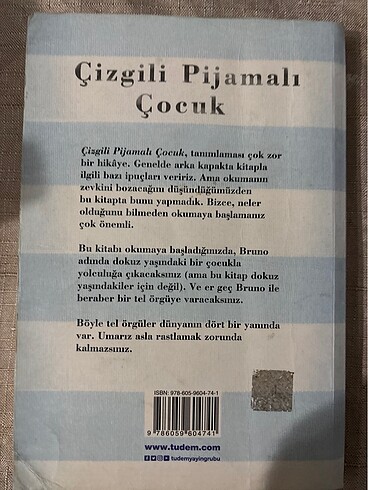 Çizgili Pijamalı
Çocuk
Çizgili Pijamalı Çocuk, tanımlaması çok zor
bir hikâye. Genelde arka kapakta kitapla
ilgili bazı ipuçları veririz. Ama okumanın
zevkini bozacağını düşündüğümüzden
bu kitapta bunu yapmadık. Bizce, neler
olduğunu bilmeden okumaya başlamanız
çok önemli.
Bu kitabı okumaya başladığınızda, Bruno
adında dokuz yaşındaki bir çocukla
yolculuğa çıkacaksınız (ama bu kitap dokuz
yaşındakiler için değil). Ve er geç Bruno ile
beraber bir tel örgüye varacaksınız.
Böyle tel örgüler dünyanın dört bir yanında
var. Umarız asla rastlamak zorunda
kalmazsınız.
ISBN: 978-605-9604-74-1
9 786059 604741
www.tudem.com
tudemyayingrubu